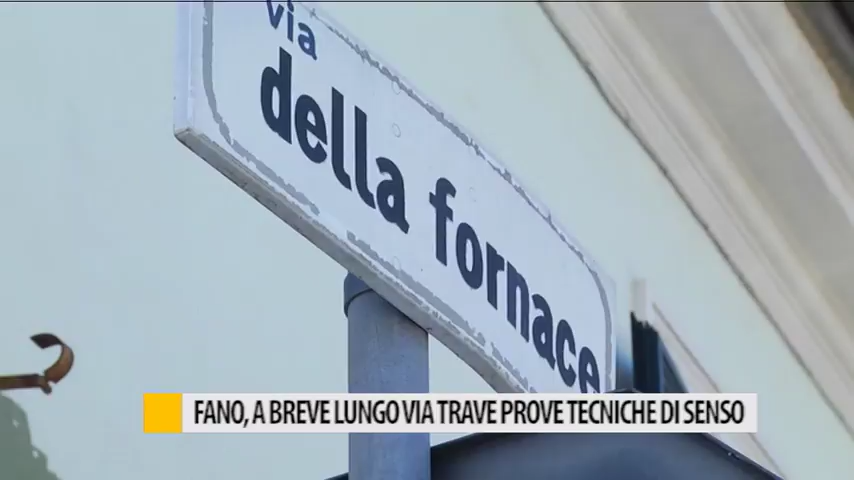 via
della fornace
FANO, A BREVE LUNGO VIA TRAVE PROVE TECNICHE DI SENSO